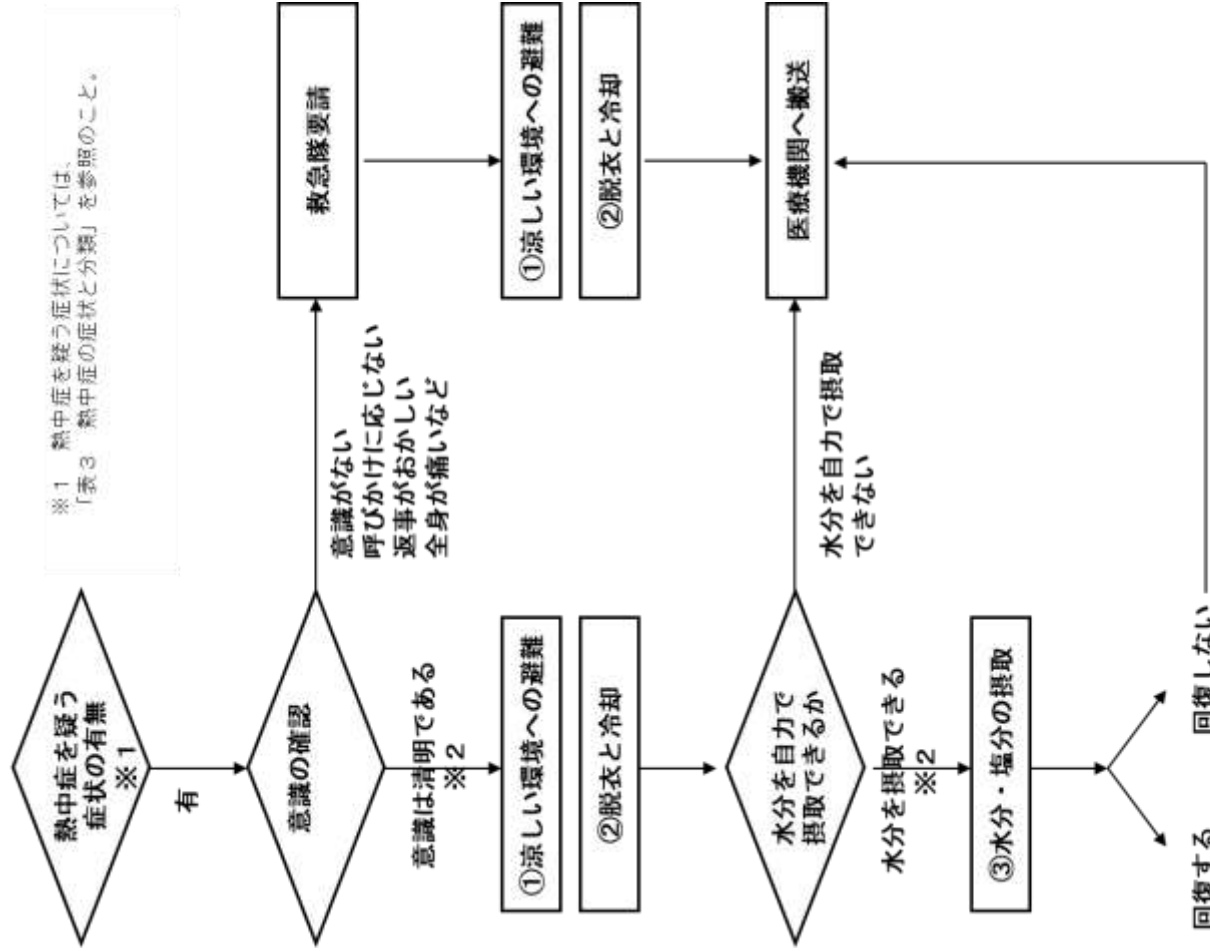 ※１　熱中症を疑う症状については、
「表３　熱中症の症状と分類」を参照のこと。
熱中症を疑う
症状の有無
※１
有
意識の確認
意識がない
呼びかけに応じない
返事がおかしい
全身が痛いなど
救急隊要請
意識は清明である
※２
①涼しい環境への避難
②脱衣と冷却
①涼しい環境への避難
②脱衣と冷却
水分を自力で
摂取できるか
水分を自力で摂取
できない
医療機関へ搬送
水分を摂取できる
※２
③水分・塩分の摂取
回復する
回復しない